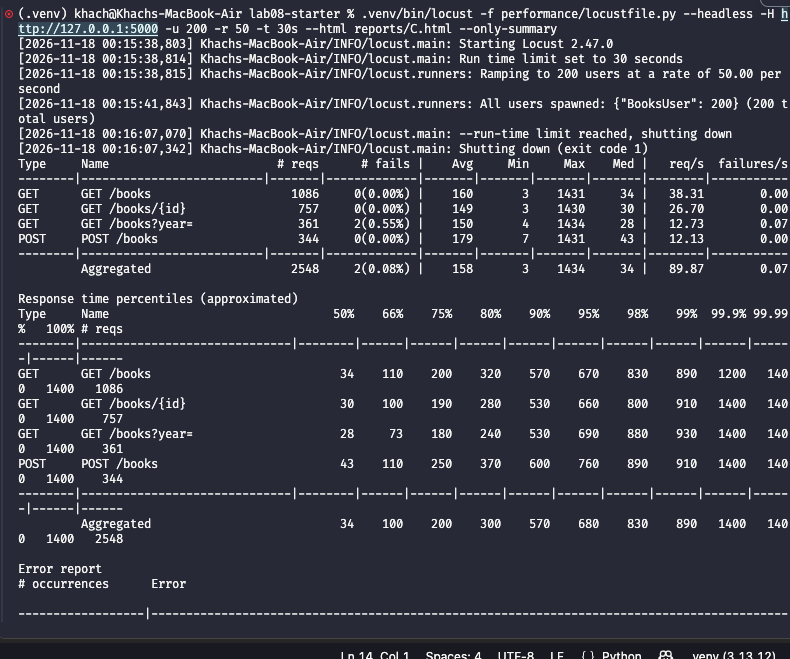 (.venv) khach@Khachs-MacBook-Air lab08-starter % .venv/bin/locust -f performance/locustfile.py --headless -H h
ttp://127.0.0.1:5000 -u 200 -r 50 -t 30s --html reports/C.html --only-summary
[2026-11-18 00:15:38,803] Khachs-MacBook-Air/INFO/locust.main: Starting Locust 2.47.0
[2026-11-18 00:15:38,814] Khachs-MacBook-Air/INFO/locust.main: Run time limit set to 30 seconds
[2026-11-18 00:15:38,815] Khachs-MacBook-Air/INFO/locust.runners: Ramping to 200 users at a rate of 50.00 per
second
[2026-11-18 00:15:41,843] Khachs-MacBook-Air/INFO/locust.runners: All users spawned: {"BooksUser": 200} (200 t
otal users)
[2026-11-18 00:16:07,070] Khachs-MacBook-Air/INFO/locust.main: --run-time limit reached, shutting down
[2026-11-18 00:16:07,342] Khachs-MacBook-Air/INFO/locust.main: Shutting down (exit code 1)
Type     Name                          # reqs      # fails |    Avg     Min     Max    Med |   req/s  failures/s
--------|----------------------------|-------|-------------|-------|-------|-------|-------|--------|-----------
GET      GET /books                      1086     0(0.00%) |    160       3    1431     34 |   38.31        0.00
GET      GET /books/{id}                  757     0(0.00%) |    149       3    1430     30 |   26.70        0.00
GET      GET /books?year=                 361     2(0.55%) |    150       4    1434     28 |   12.73        0.07
POST     POST /books                      344     0(0.00%) |    179       7    1431     43 |   12.13        0.00
--------|----------------------------|-------|-------------|-------|-------|-------|-------|--------|-----------
         Aggregated                      2548     2(0.08%) |    158       3    1434     34 |   89.87        0.07
Response time percentiles (approximated)
Type     Name                                  50%    66%    75%    80%    90%    95%    98%    99%  99.9% 99.99
%   100% # reqs
--------|--------------------------------|--------|------|------|------|------|------|------|------|------|-----
-|------|------
GET      GET /books                             34    110    200    320    570    670    830    890   1200   140
0   1400   1086
GET      GET /books/{id}                        30    100    190    280    530    660    800    910   1400   140
0   1400    757
GET      GET /books?year=                       28     73    180    240    530    690    880    930   1400   140
0   1400    361
POST     POST /books                            43    110    250    370    600    760    890    910   1400   140
0   1400    344
--------|--------------------------------|--------|------|------|------|------|------|------|------|------|-----
-|------|------
         Aggregated                             34    100    200    300    570    680    830    890   1400   140
0   1400   2548
Error report
# occurrences      Error
------------------|---------------------------------------------------------------------------------------------
Ln 14, Col 1 Spaces: 4 UTF-8 LF {} Python .venv (3.13.12)